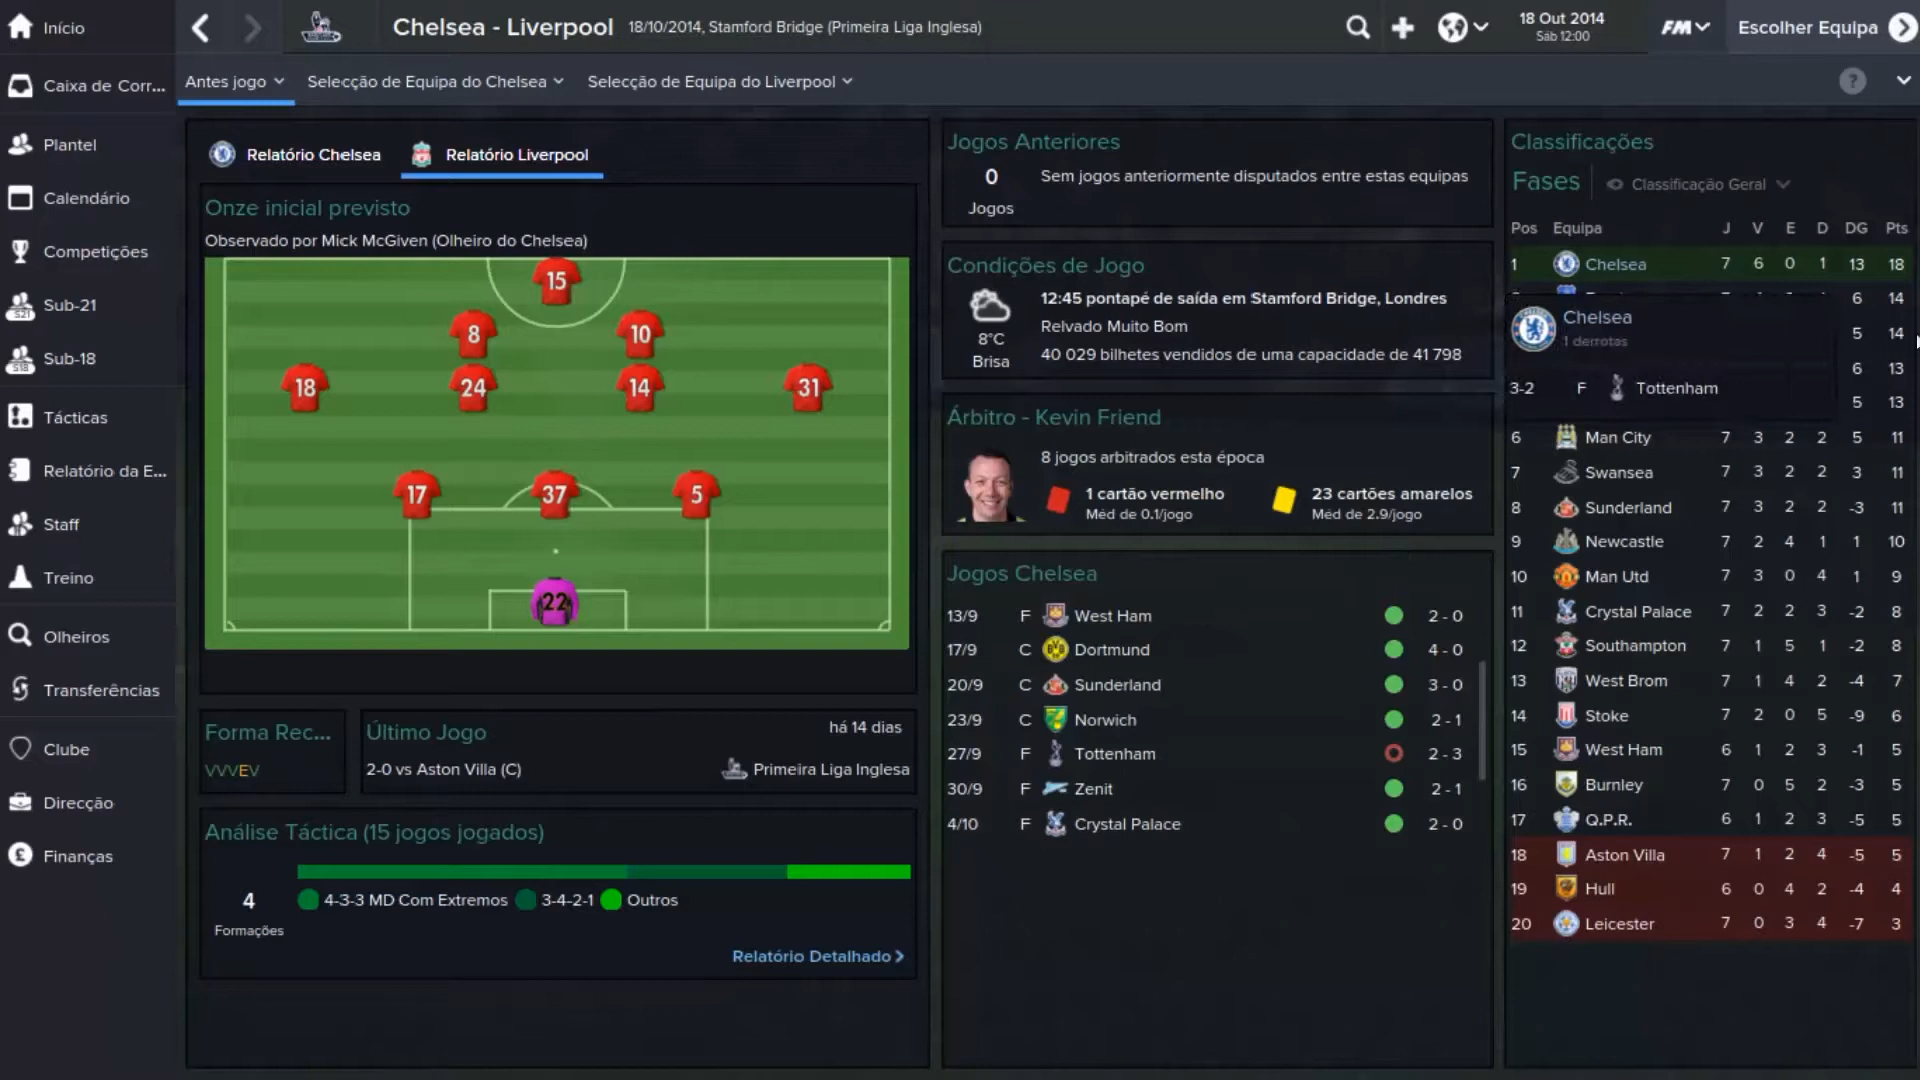 Início
Chelsea - Liverpool
18/10/2014, Stamford Bridge (Primeira Liga Inglesa)
18 Out 2014
Sáb 12:00
FM
Escolher Equipa
Caixa de Corr...
Antes jogo
Selecção de Equipa do Chelsea
Selecção de Equipa do Liverpool
?
Plantel
Calendário
Competições
S21
Sub-21
S18
Sub-18
Tácticas
Relatório da E...
Staff
Treino
Olheiros
Transferências
Clube
Direcção
Finanças
Relatório Chelsea
Relatório Liverpool
Onze inicial previsto
Observado por Mick McGiven (Olheiro do Chelsea)
15
8
10
18
24
14
31
17
37
5
22
Forma Rec...
VVVEV
Último Jogo
há 14 dias
2-0 vs Aston Villa (C)
Primeira Liga Inglesa
Análise Táctica (15 jogos jogados)
4
Formações
4-3-3 MD Com Extremos
3-4-2-1
Outros
Relatório Detalhado
Jogos Anteriores
0
Jogos
Sem jogos anteriormente disputados entre estas equipas
Condições de Jogo
8°C
Brisa
12:45 pontapé de saída em Stamford Bridge, Londres
Relvado Muito Bom
40 029 bilhetes vendidos de uma capacidade de 41 798
Árbitro - Kevin Friend
8 jogos arbitrados esta época
1 cartão vermelho
Méd de 0.1/jogo
23 cartões amarelos
Méd de 2.9/jogo
Jogos Chelsea
13/9 F West Ham 2 - 0
17/9 C Dortmund 4 - 0
20/9 C Sunderland 3 - 0
23/9 C Norwich 2 - 1
27/9 F Tottenham 2 - 3
30/9 F Zenit 2 - 1
4/10 F Crystal Palace 2 - 0
Classificações
Fases
Classificação Geral
Pos Equipa J V E D DG Pts
1 Chelsea 7 6 0 1 13 18
6 14
Chelsea
1 derrotas
5 14
6 13
3-2 F Tottenham
5 13
6 Man City 7 3 2 2 5 11
7 Swansea 7 3 2 2 3 11
8 Sunderland 7 3 2 2 -3 11
9 Newcastle 7 2 4 1 1 10
10 Man Utd 7 3 0 4 1 9
11 Crystal Palace 7 2 2 3 -2 8
12 Southampton 7 1 5 1 -2 8
13 West Brom 7 1 4 2 -4 7
14 Stoke 7 2 0 5 -9 6
15 West Ham 6 1 2 3 -1 5
16 Burnley 7 0 5 2 -3 5
17 Q.P.R. 6 1 2 3 -5 5
18 Aston Villa 7 1 2 4 -5 5
19 Hull 6 0 4 2 -4 4
20 Leicester 7 0 3 4 -7 3